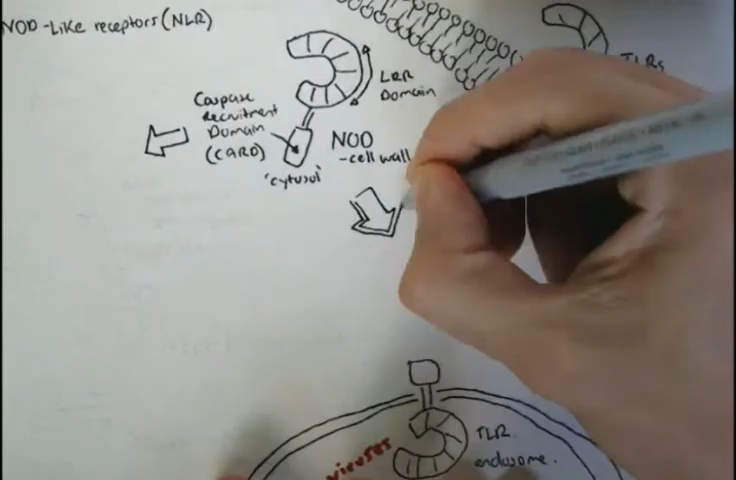 NOD-Like receptors (NLR)
TLRs
LRR
Domain
Caspase
Recruitment
Domain
(CARD)
NOD
-cell wall
'cytosol'
TLR
endosome.
viruses